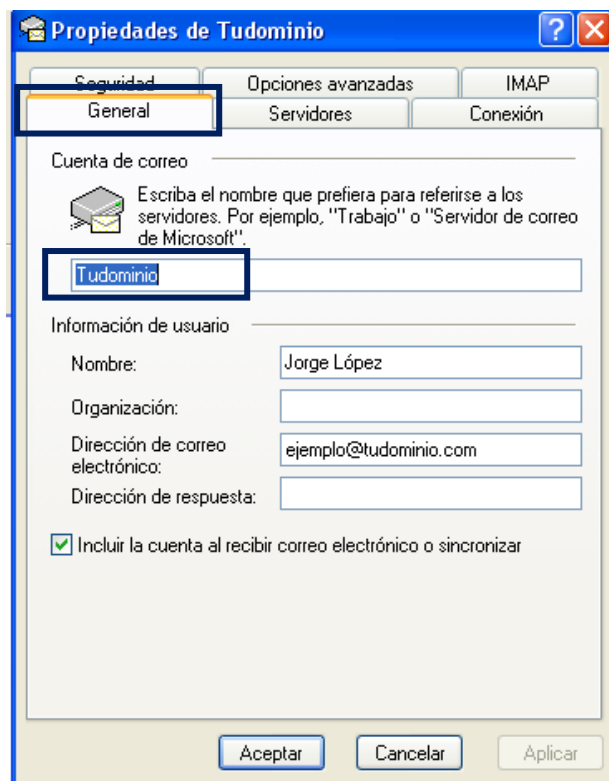 Propiedades de Tudominio
Seguridad
Opciones avanzadas
IMAP
General
Servidores
Conexión
Cuenta de correo
Escriba el nombre que prefiera para referirse a los
servidores. Por ejemplo, "Trabajo" o "Servidor de correo
de Microsoft".
Tudominio
Información de usuario
Nombre:
Jorge López
Organización:
Dirección de correo
electrónico:
ejemplo@tudominio.com
Dirección de respuesta:
Incluir la cuenta al recibir correo electrónico o sincronizar
Aceptar
Cancelar
Aplicar